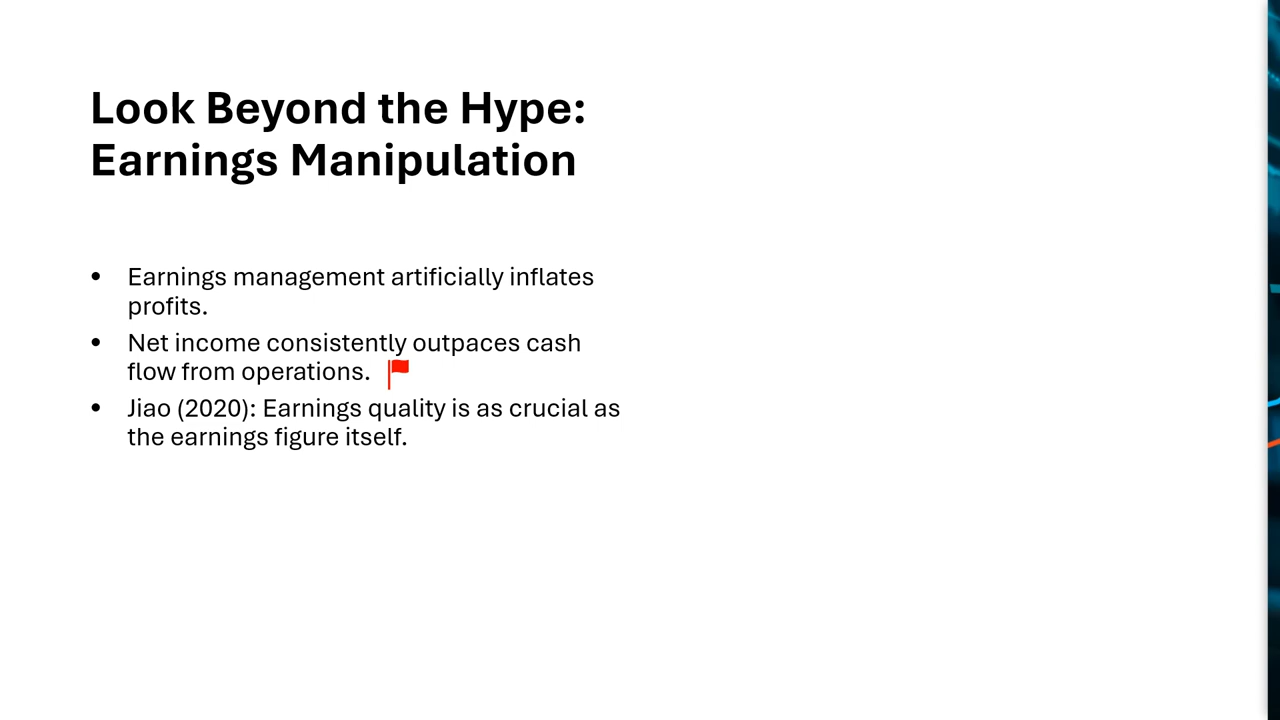 Look Beyond the Hype:
Earnings Manipulation
• Earnings management artificially inflates
profits.
• Net income consistently outpaces cash
flow from operations. 🚩
• Jiao (2020): Earnings quality is as crucial as
the earnings figure itself.